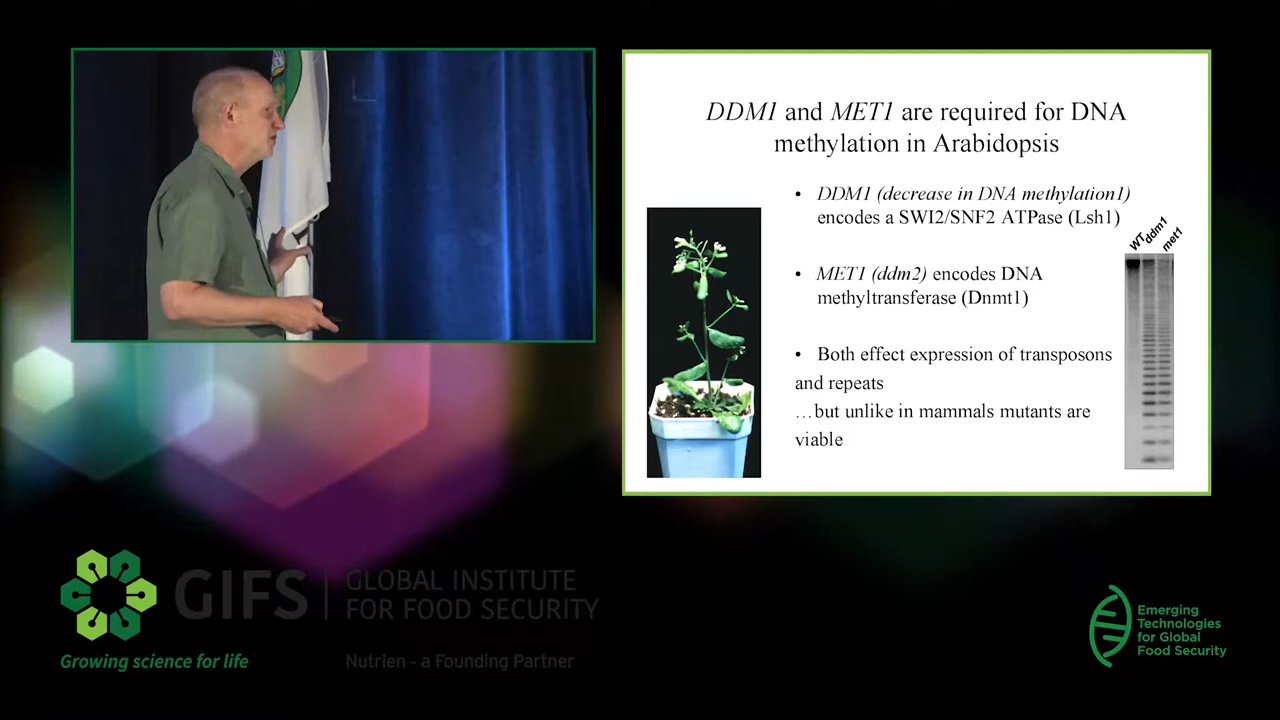 DDM1 and MET1 are required for DNA
methylation in Arabidopsis
• DDM1 (decrease in DNA methylation1)
encodes a SWI2/SNF2 ATPase (Lsh1)
• MET1 (ddm2) encodes DNA
methyltransferase (Dnmt1)
• Both effect expression of transposons
and repeats
…but unlike in mammals mutants are
viable
WT
ddm1
met1
GIFS
GLOBAL INSTITUTE
FOR FOOD SECURITY
Growing science for life
Nutrien - a Founding Partner
Emerging
Technologies
for Global
Food Security